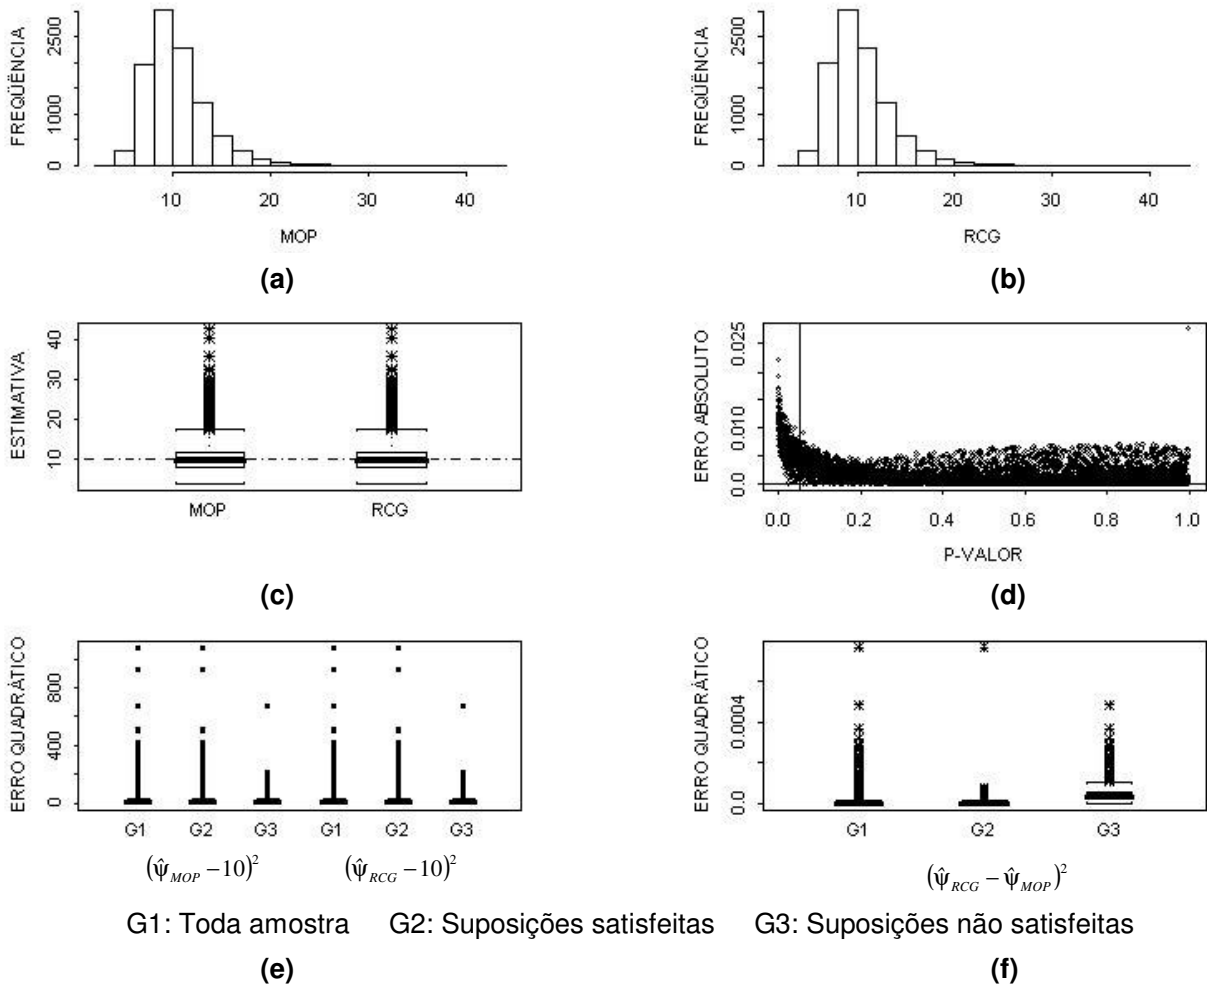 FREQÜÊNCIA
2500
1000
0
10 20 30 40
MOP
(a)
FREQÜÊNCIA
2500
1000
0
10 20 30 40
RCG
(b)
ESTIMATIVA
40
30
20
10
MOP RCG
(c)
ERRO ABSOLUTO
0.025
0.010
0.0
0.0 0.2 0.4 0.6 0.8 1.0
P-VALOR
(d)
ERRO QUADRÁTICO
800
400
0
G1 G2 G3 G1 G2 G3
(ψ̂_MOP − 10)² (ψ̂_RCG − 10)²
ERRO QUADRÁTICO
0.0004
0.0
G1 G2 G3
(ψ̂_RCG − ψ̂_MOP)²
G1: Toda amostra G2: Suposições satisfeitas G3: Suposições não satisfeitas
(e) (f)